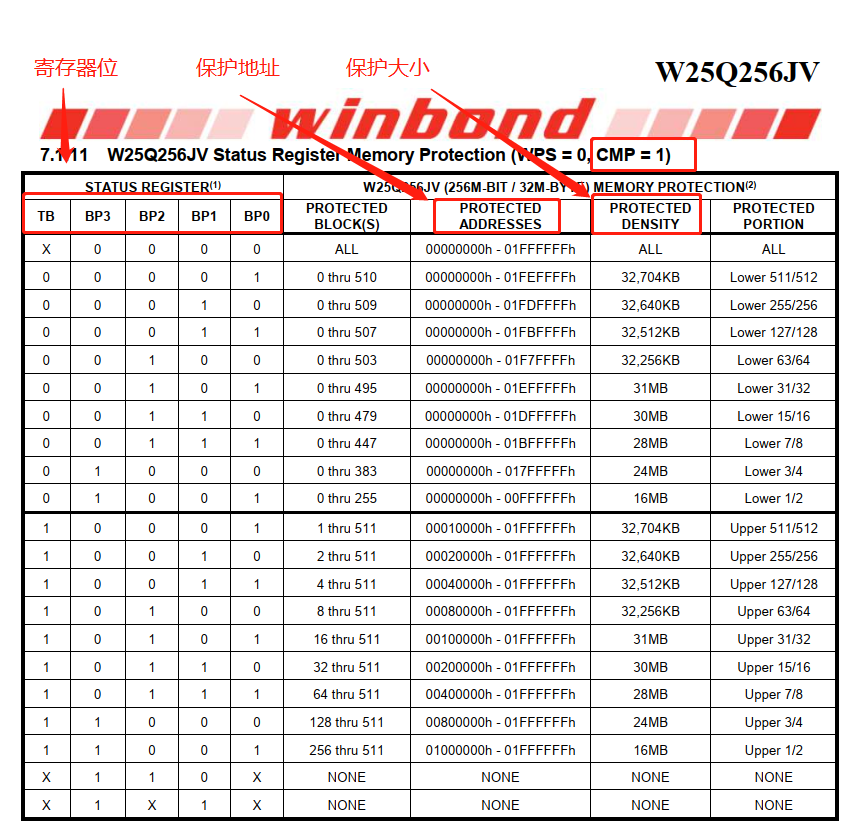 寄存器位 保护地址 保护大小
W25Q256JV
winbond
7.1.11 W25Q256JV Status Register Memory Protection (WPS = 0, CMP = 1)
STATUS REGISTER(1) W25Q256JV (256M-BIT / 32M-BYTE) MEMORY PROTECTION(2)
TB BP3 BP2 BP1 BP0 PROTECTED BLOCK(S) PROTECTED ADDRESSES PROTECTED DENSITY PROTECTED PORTION
X 0 0 0 0 ALL 00000000h - 01FFFFFFh ALL ALL
0 0 0 0 1 0 thru 510 00000000h - 01FEFFFFh 32,704KB Lower 511/512
0 0 0 1 0 0 thru 509 00000000h - 01FDFFFFh 32,640KB Lower 255/256
0 0 0 1 1 0 thru 507 00000000h - 01FBFFFFh 32,512KB Lower 127/128
0 0 1 0 0 0 thru 503 00000000h - 01F7FFFFh 32,256KB Lower 63/64
0 0 1 0 1 0 thru 495 00000000h - 01EFFFFFh 31MB Lower 31/32
0 0 1 1 0 0 thru 479 00000000h - 01DFFFFFh 30MB Lower 15/16
0 0 1 1 1 0 thru 447 00000000h - 01BFFFFFh 28MB Lower 7/8
0 1 0 0 0 0 thru 383 00000000h - 017FFFFFh 24MB Lower 3/4
0 1 0 0 1 0 thru 255 00000000h - 00FFFFFFh 16MB Lower 1/2
1 0 0 0 1 1 thru 511 00010000h - 01FFFFFFh 32,704KB Upper 511/512
1 0 0 1 0 2 thru 511 00020000h - 01FFFFFFh 32,640KB Upper 255/256
1 0 0 1 1 4 thru 511 00040000h - 01FFFFFFh 32,512KB Upper 127/128
1 0 1 0 0 8 thru 511 00080000h - 01FFFFFFh 32,256KB Upper 63/64
1 0 1 0 1 16 thru 511 00100000h - 01FFFFFFh 31MB Upper 31/32
1 0 1 1 0 32 thru 511 00200000h - 01FFFFFFh 30MB Upper 15/16
1 0 1 1 1 64 thru 511 00400000h - 01FFFFFFh 28MB Upper 7/8
1 1 0 0 0 128 thru 511 00800000h - 01FFFFFFh 24MB Upper 3/4
1 1 0 0 1 256 thru 511 01000000h - 01FFFFFFh 16MB Upper 1/2
X 1 1 0 X NONE NONE NONE NONE
X 1 X 1 X NONE NONE NONE NONE